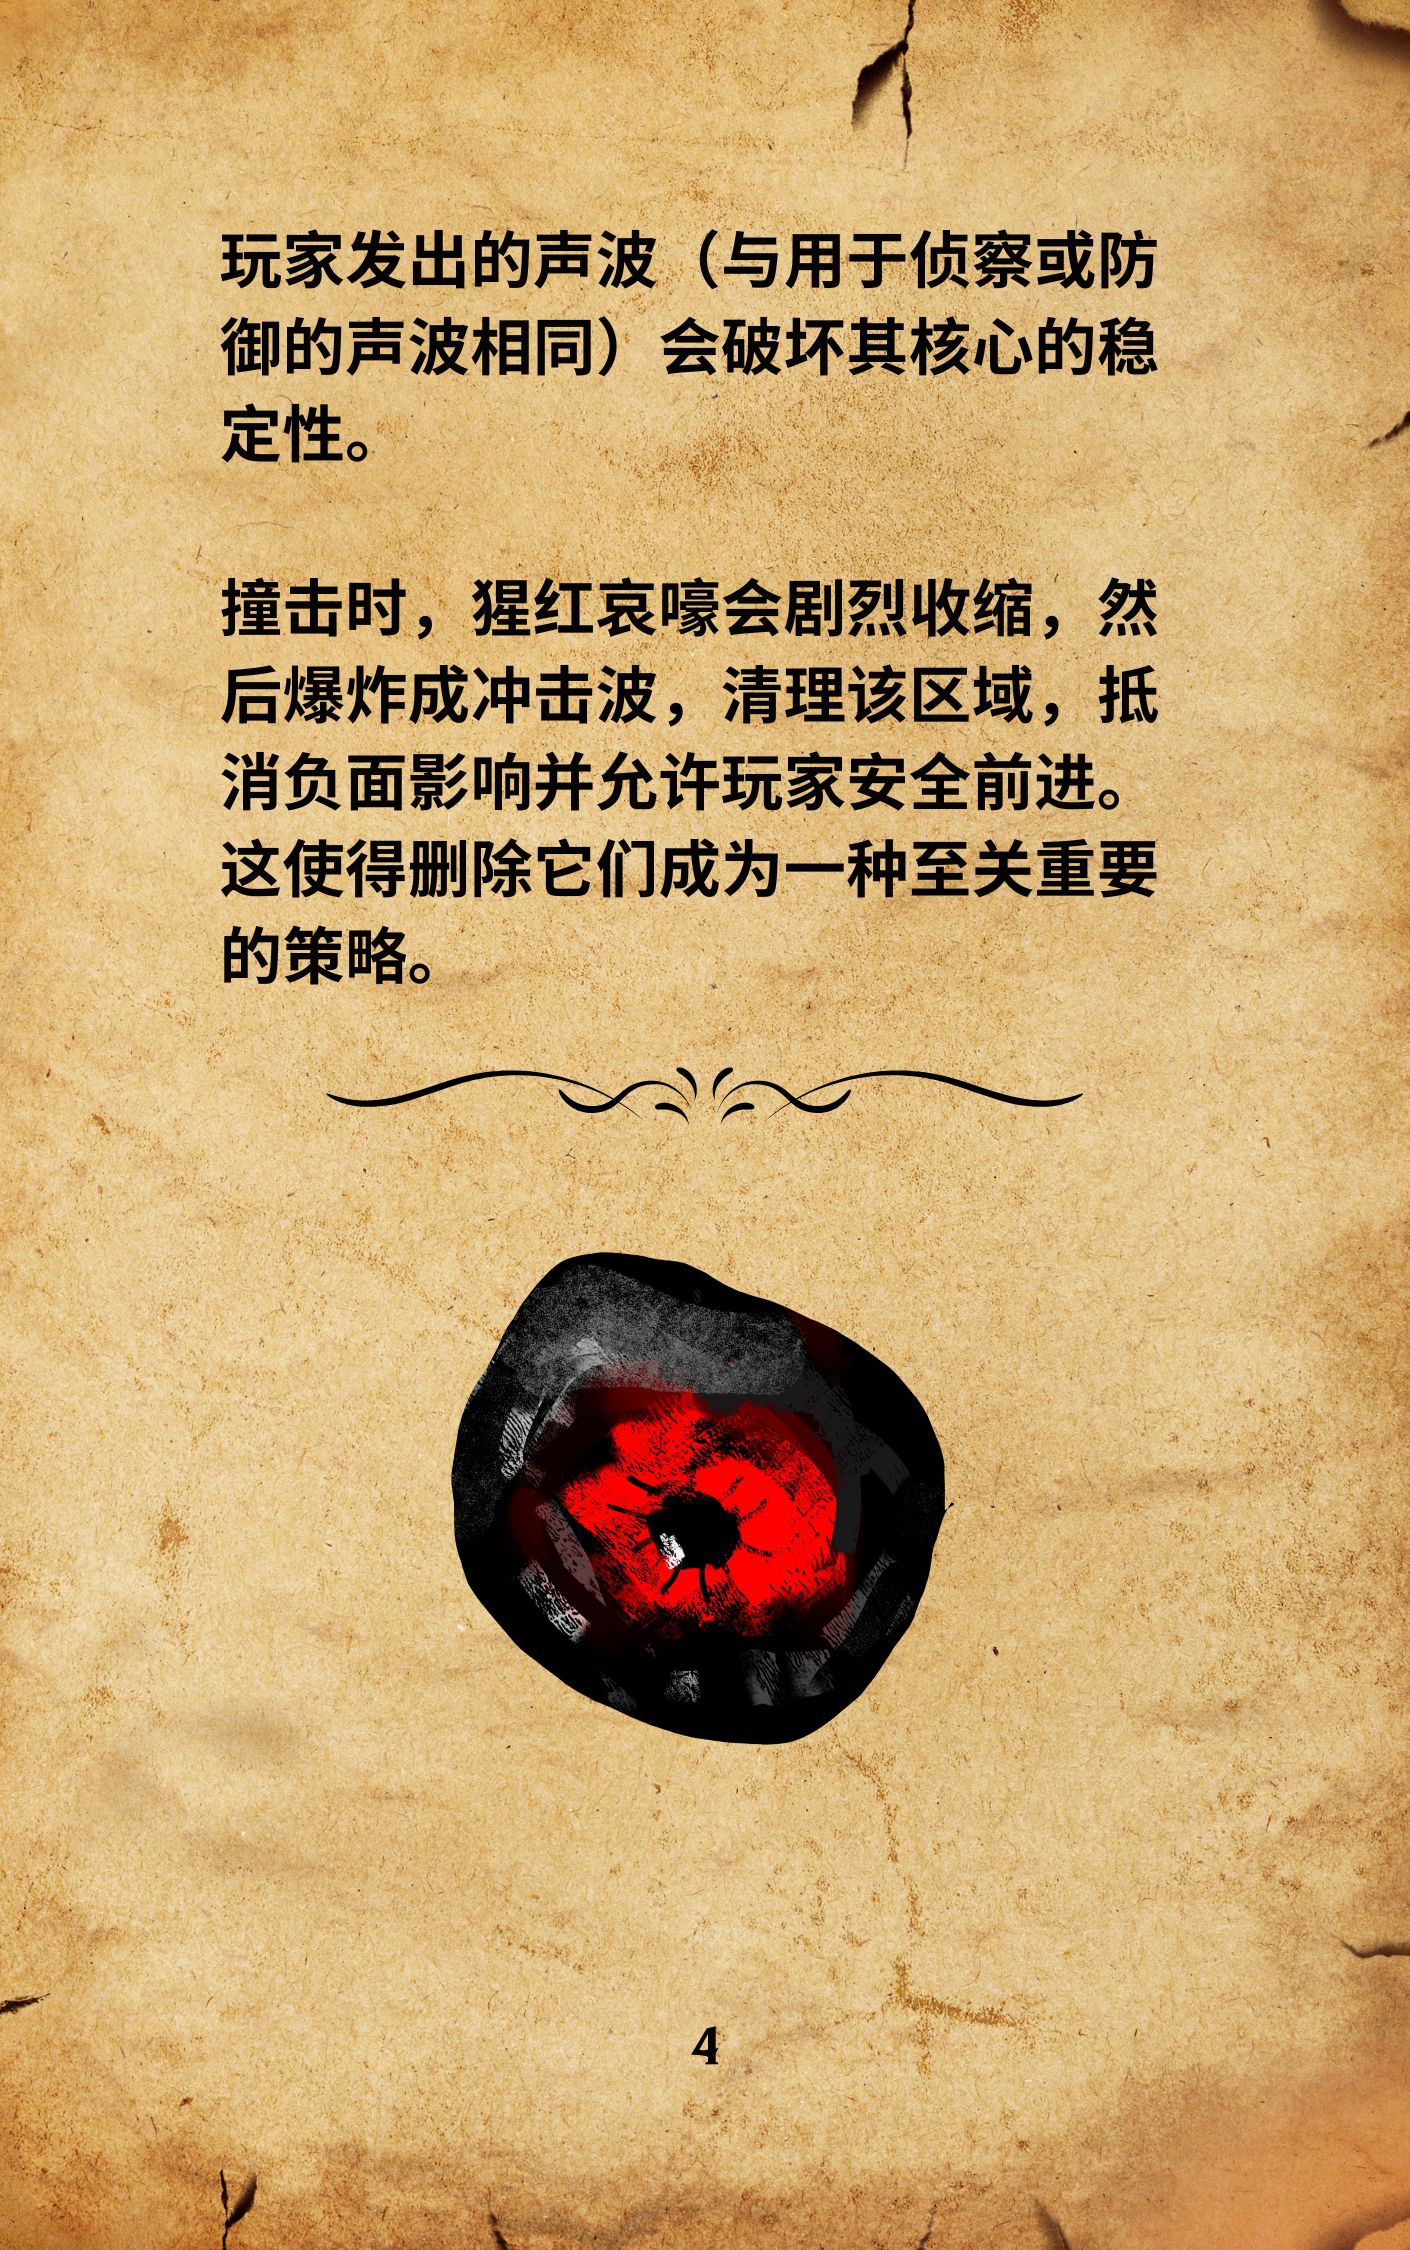 玩家发出的声波（与用于侦察或防
御的声波相同）会破坏其核心的稳
定性。
撞击时，猩红哀嚎会剧烈收缩，然
后爆炸成冲击波，清理该区域，抵
消负面影响并允许玩家安全前进。
这使得删除它们成为一种至关重要
的策略。
4